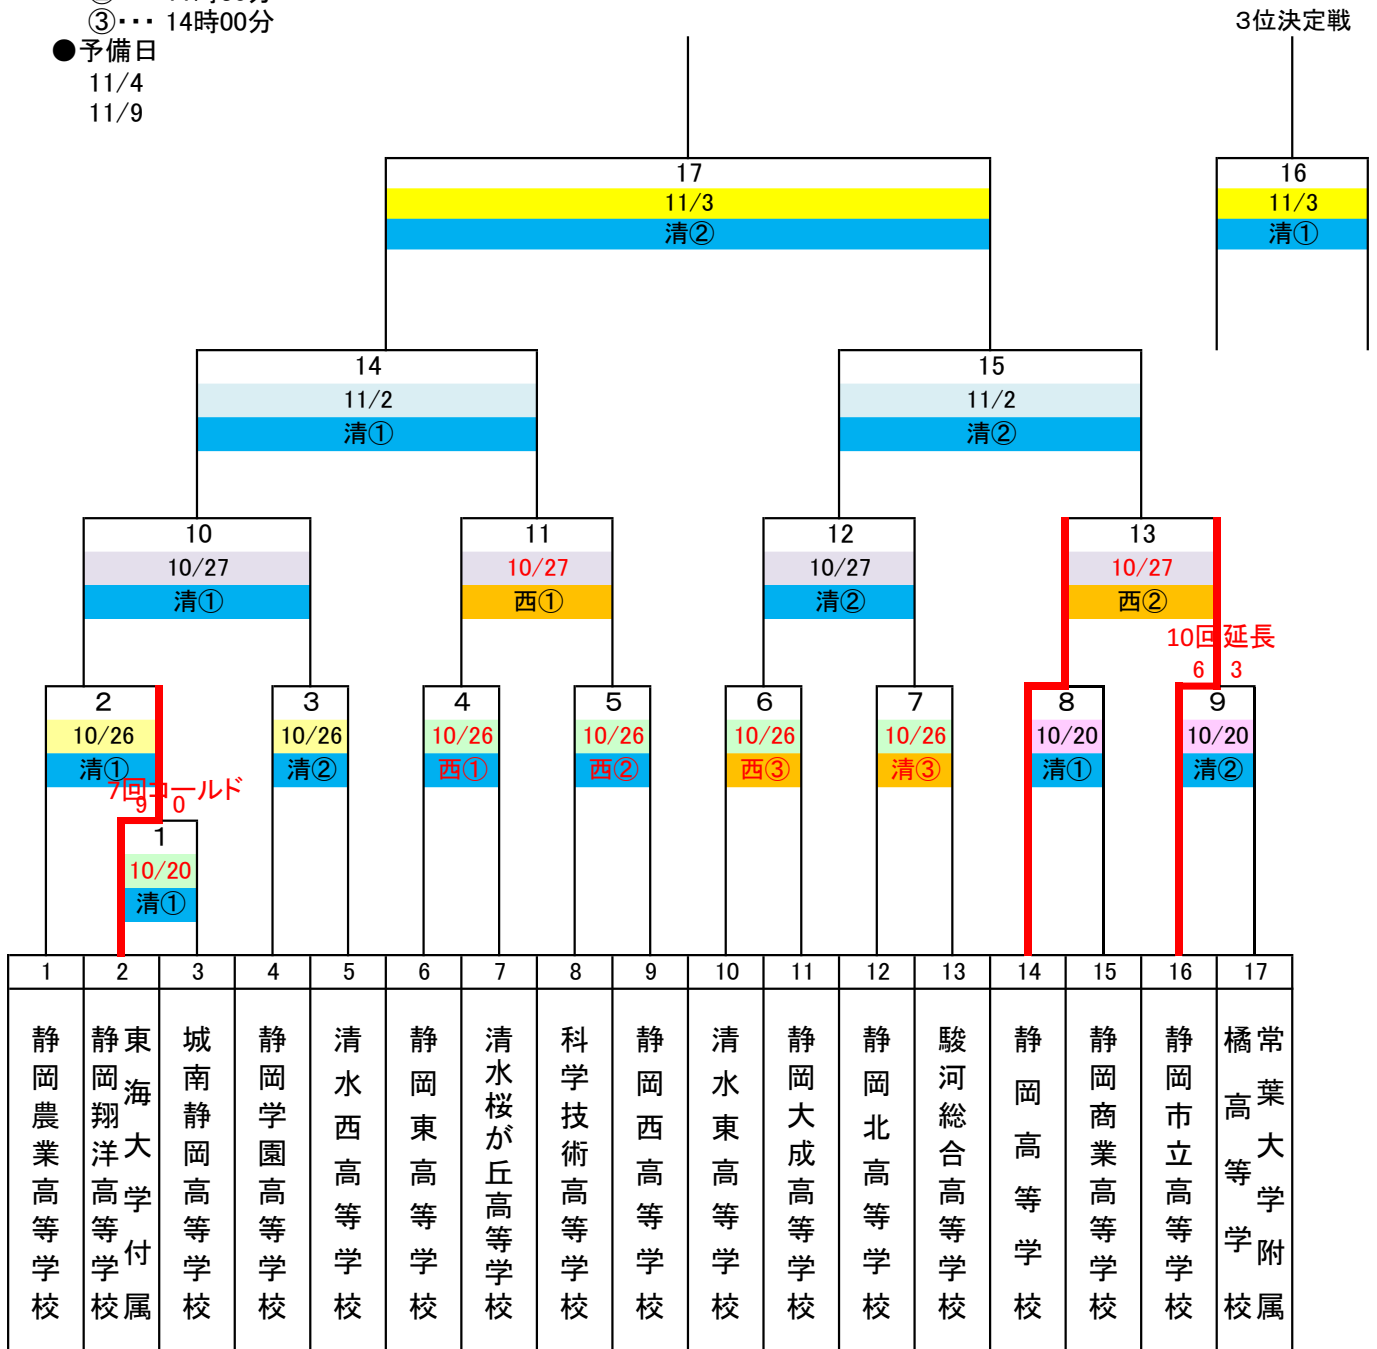 ③・・・ 14時00分
●予備日
11/4
11/9
3位決定戦
17
11/3
清②
16
11/3
清①
14
11/2
清①
15
11/2
清②
10
10/27
清①
11
10/27
西①
12
10/27
清②
13
10/27
西②
10回延長
6 3
2
10/26
清①
3
10/26
清②
4
10/26
西①
5
10/26
西②
6
10/26
西③
7
10/26
清③
8
10/20
清①
9
10/20
清②
7回コールド
9 0
1
10/20
清①
1 2 3 4 5 6 7 8 9 10 11 12 13 14 15 16 17
静岡農業高等学校
東海大学付属
静岡翔洋高等学校
城南静岡高等学校
静岡学園高等学校
清水西高等学校
静岡東高等学校
清水桜が丘高等学校
科学技術高等学校
静岡西高等学校
清水東高等学校
静岡大成高等学校
静岡北高等学校
駿河総合高等学校
静岡高等学校
静岡商業高等学校
静岡市立高等学校
常葉大学附属
橘高等学校